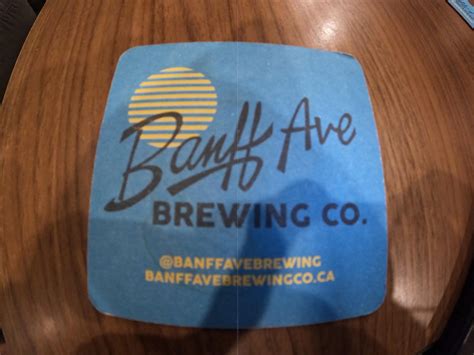 Banff Ave
BREWING CO.
@BANFFAVEBREWING
BANFFAVEBREWINGCO.CA